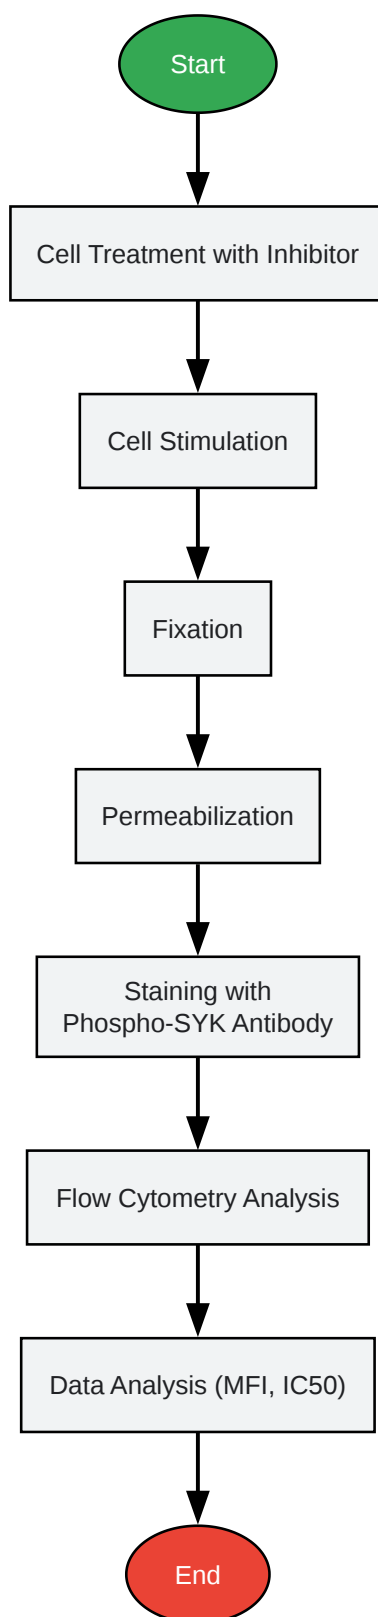 Start
Cell Treatment with Inhibitor
Cell Stimulation
Fixation
Permeabilization
Staining with
Phospho-SYK Antibody
Flow Cytometry Analysis
Data Analysis (MFI, IC50)
End